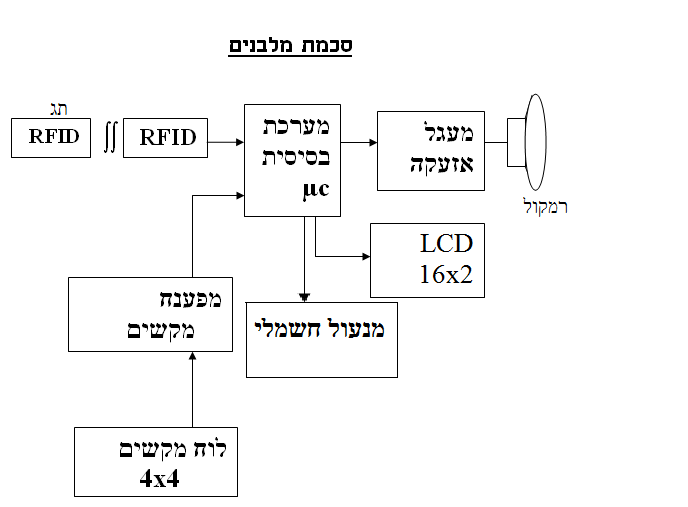 סכמת מלבנים
תג
RFID
RFID
מערכת
בסיסית
µc
מעגל
אזעקה
רמקול
LCD
16x2
מנעול חשמלי
מפענח
מקשים
לוח מקשים
4x4